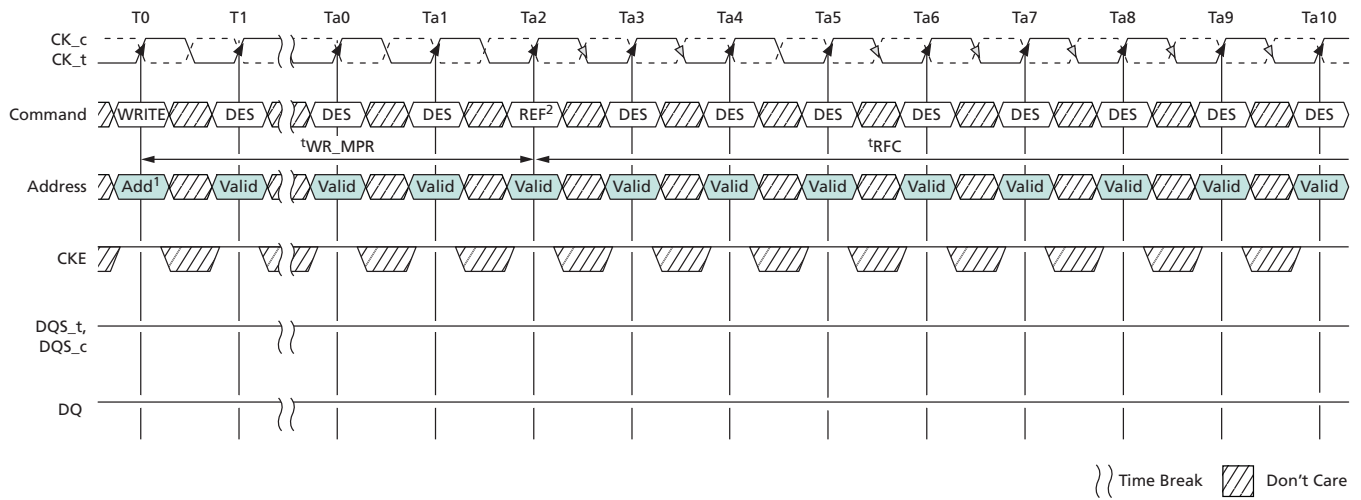 T0 T1 Ta0 Ta1 Ta2 Ta3 Ta4 Ta5 Ta6 Ta7 Ta8 Ta9 Ta10
CK_c
CK_t
Command WRITE DES DES DES REF2 DES DES DES DES DES DES DES DES
tWR_MPR tRFC
Address Add1 Valid Valid Valid Valid Valid Valid Valid Valid Valid Valid Valid Valid
CKE
DQS_t,
DQS_c
DQ
Time Break Don't Care